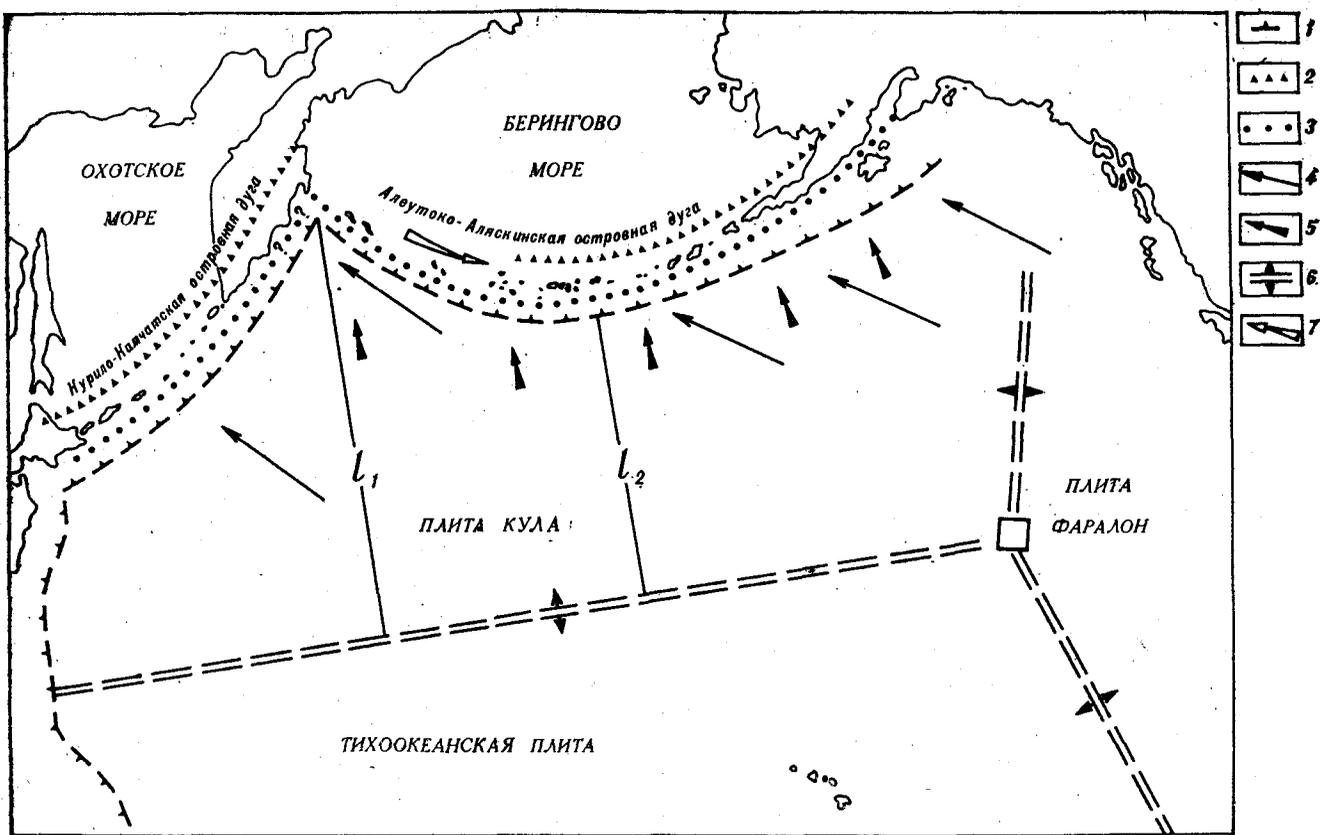 БЕРИНГОВО
МОРЕ
ОХОТСКОЕ
МОРЕ
Алеутоко-Аляскинская островная дуга
Курило-Камчатская островная дуга
?
?
l1
l2
ПЛИТА КУЛА
ПЛИТА
ФАРАЛОН
ТИХООКЕАНСКАЯ ПЛИТА
1
2
3
4
5
6
7